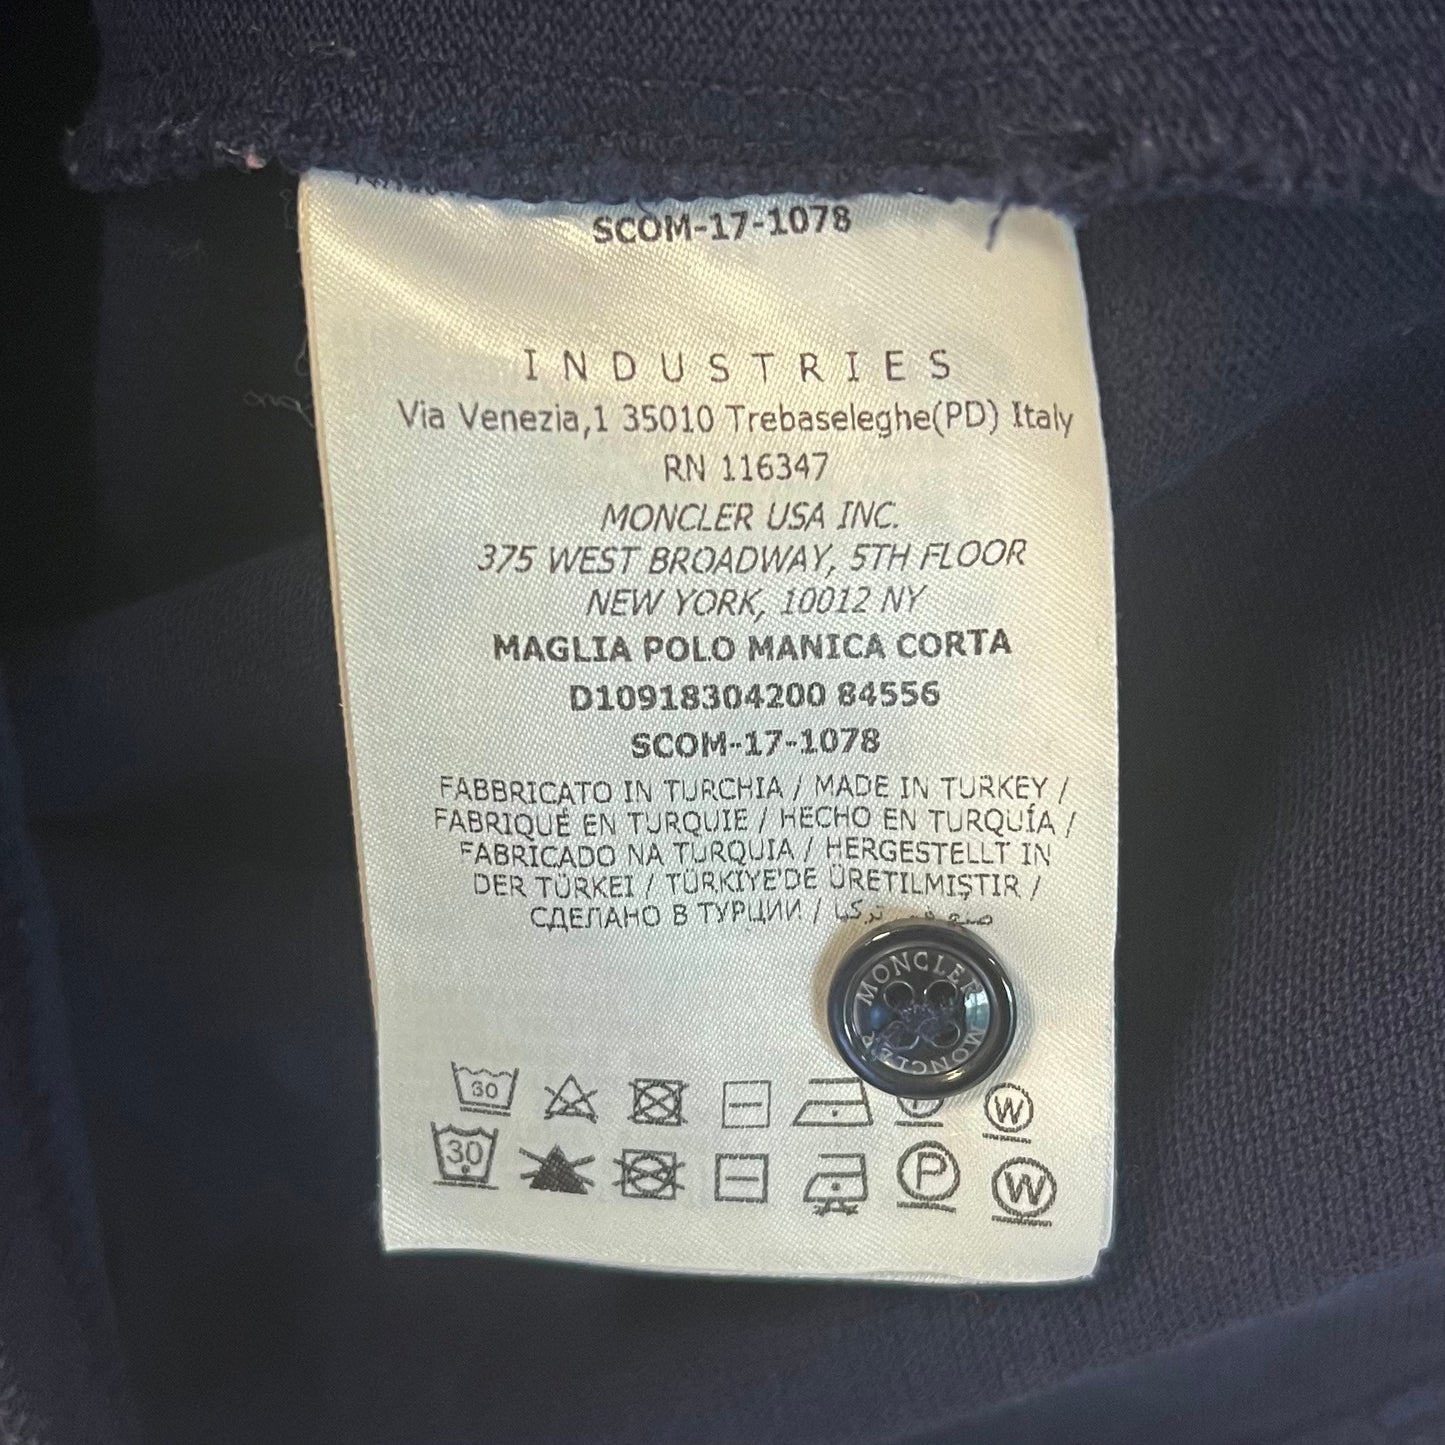 SCOM-17-1078
INDUSTRIES
Via Venezia,1 35010 Trebaseleghe(PD) Italy
RN 116347
MONCLER USA INC.
375 WEST BROADWAY, 5TH FLOOR
NEW YORK, 10012 NY
MAGLIA POLO MANICA CORTA
D10918304200 84556
SCOM-17-1078
FABBRICATO IN TURCHIA / MADE IN TURKEY /
FABRIQUÉ EN TURQUIE / HECHO EN TURQUÍA /
FABRICADO NA TURQUIA / HERGESTELLT IN
DER TÜRKEI / TÜRKIYE'DE ÜRETILMIŞTIR /
СДЕЛАНО В ТУРЦИИ /
MONCLER
MONCLER
30
W
30
P
W